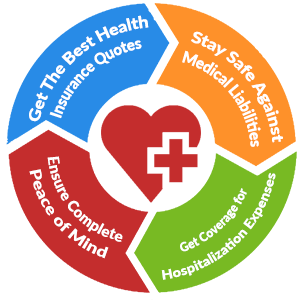 Get The Best Health
Insurance Quotes
Stay Safe Against
Medical Liabilities
Get Coverage for
Hospitalization Expenses
Ensure Complete
Peace of Mind